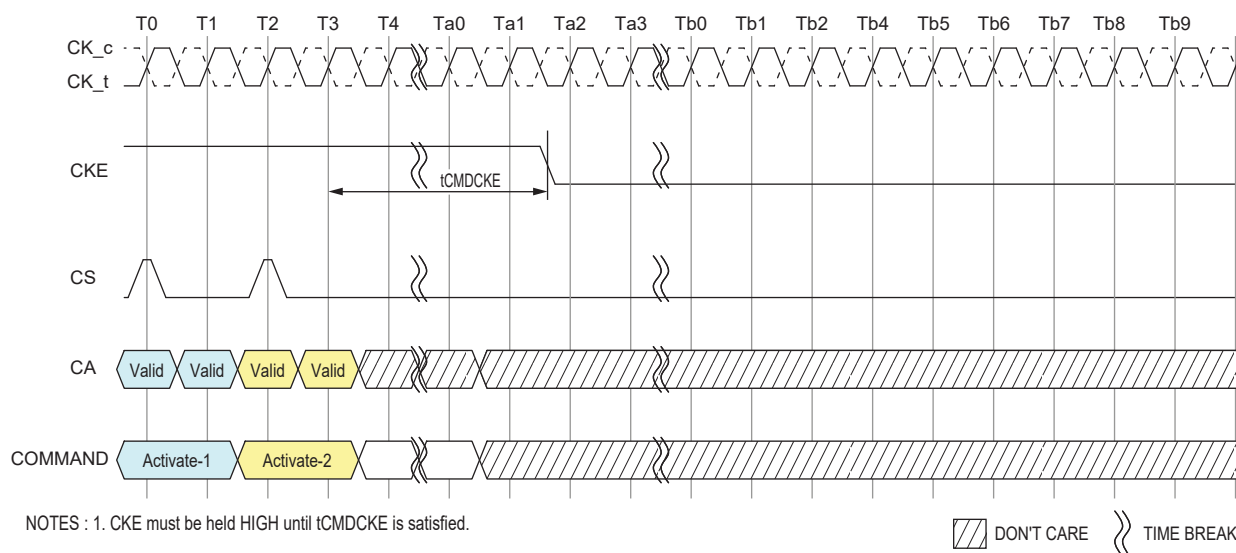 T0 T1 T2 T3 T4 Ta0 Ta1 Ta2 Ta3 Tb0 Tb1 Tb2 Tb4 Tb5 Tb6 Tb7 Tb8 Tb9
CK_c
CK_t
CKE
tCMDCKE
CS
CA Valid Valid Valid Valid
COMMAND Activate-1 Activate-2
NOTES : 1. CKE must be held HIGH until tCMDCKE is satisfied.
DON'T CARE TIME BREAK